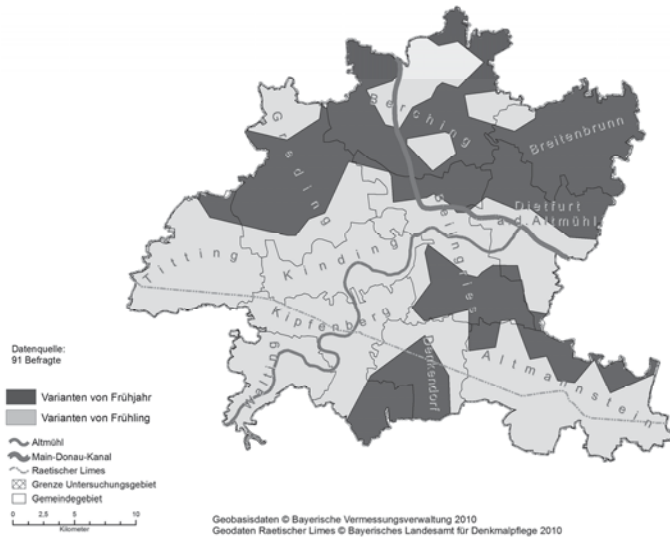 Berching
Greding
Breitenbrunn
Dietfurt
a.d.Altmühl
Beilngries
Titting
Kinding
Kipfenberg
Walting
Denkendorf
Altmannstein
Datenquelle:
91 Befragte
Varianten von Frühjahr
Varianten von Frühling
Altmühl
Main-Donau-Kanal
Raetischer Limes
Grenze Untersuchungsgebiet
Gemeindegebiet
0 2,5 5 10
Kilometer
Geobasisdaten © Bayerische Vermessungsverwaltung 2010
Geodaten Raetischer Limes © Bayerisches Landesamt für Denkmalpflege 2010